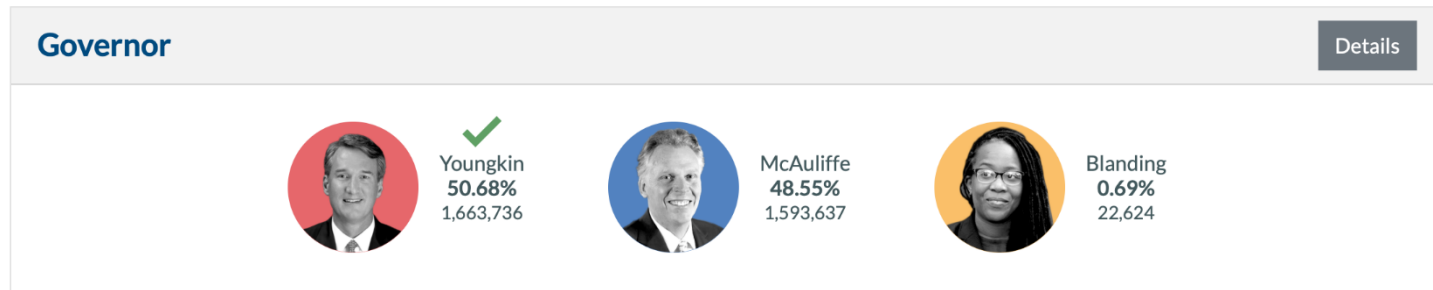 Governor
Details
Youngkin
50.68%
1,663,736
McAuliffe
48.55%
1,593,637
Blanding
0.69%
22,624